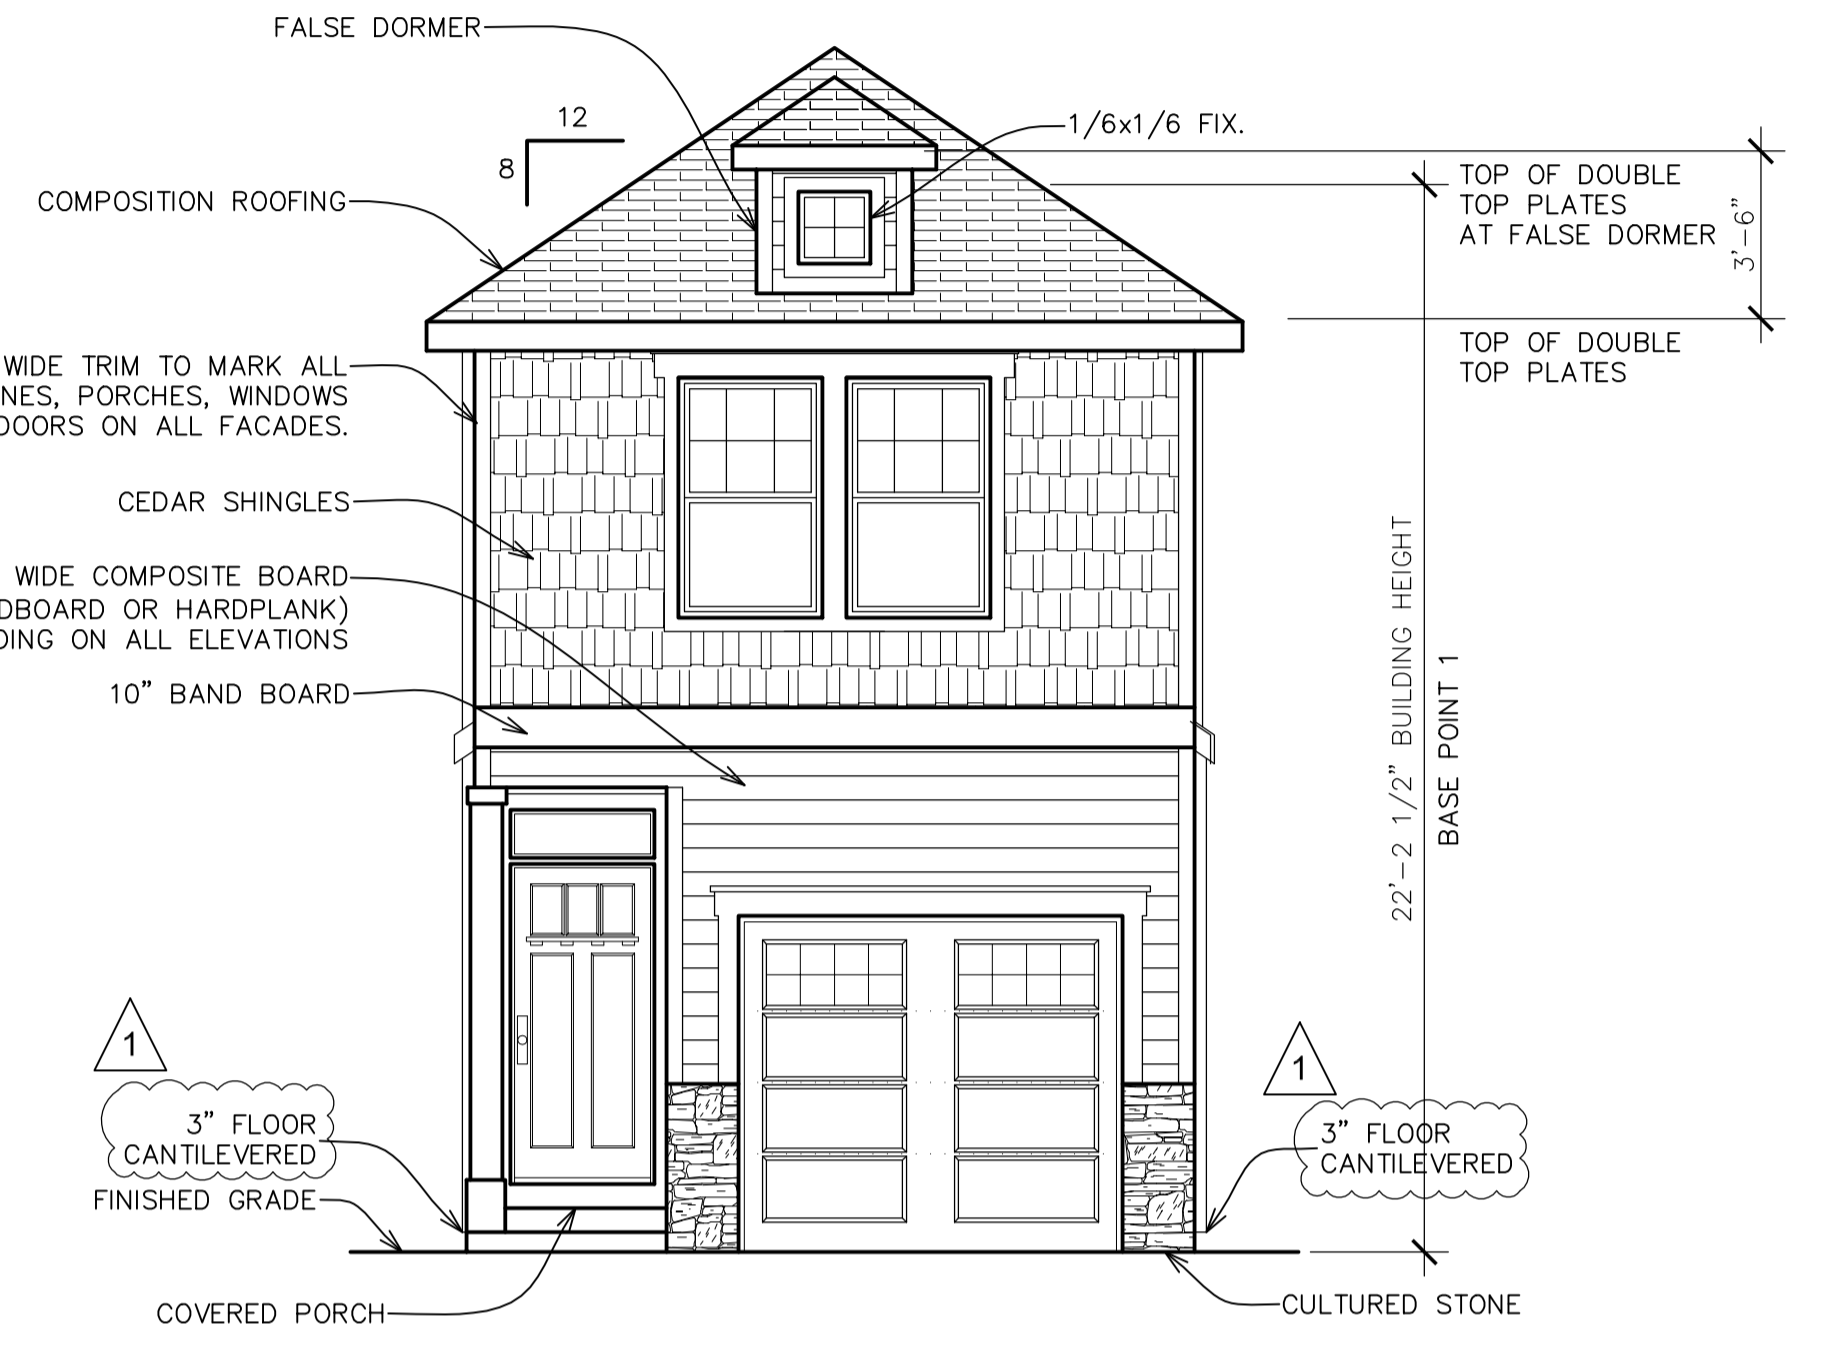 FALSE DORMER
12
8
1/6x1/6 FIX.
COMPOSITION ROOFING
TOP OF DOUBLE
TOP PLATES
AT FALSE DORMER
3'-6"
TOP OF DOUBLE
TOP PLATES
WIDE TRIM TO MARK ALL
NES, PORCHES, WINDOWS
DOORS ON ALL FACADES.
CEDAR SHINGLES
WIDE COMPOSITE BOARD
DBOARD OR HARDPLANK)
DING ON ALL ELEVATIONS
10" BAND BOARD
22'-2 1/2" BUILDING HEIGHT
BASE POINT 1
1
3" FLOOR
CANTILEVERED
1
3" FLOOR
CANTILEVERED
FINISHED GRADE
COVERED PORCH
CULTURED STONE